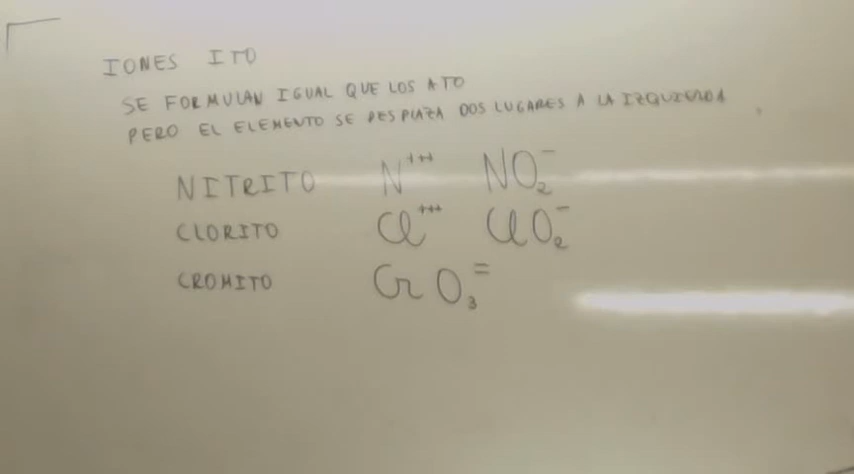 IONES ITO
SE FORMULAN IGUAL QUE LOS ATO
PERO EL ELEMENTO SE DESPLAZA DOS LUGARES A LA IZQUIERDA
NITRITO N⁺⁺⁺ NO₂⁻
CLORITO Cl⁺⁺⁺ ClO₂⁻
CROMITO CrO₃⁼